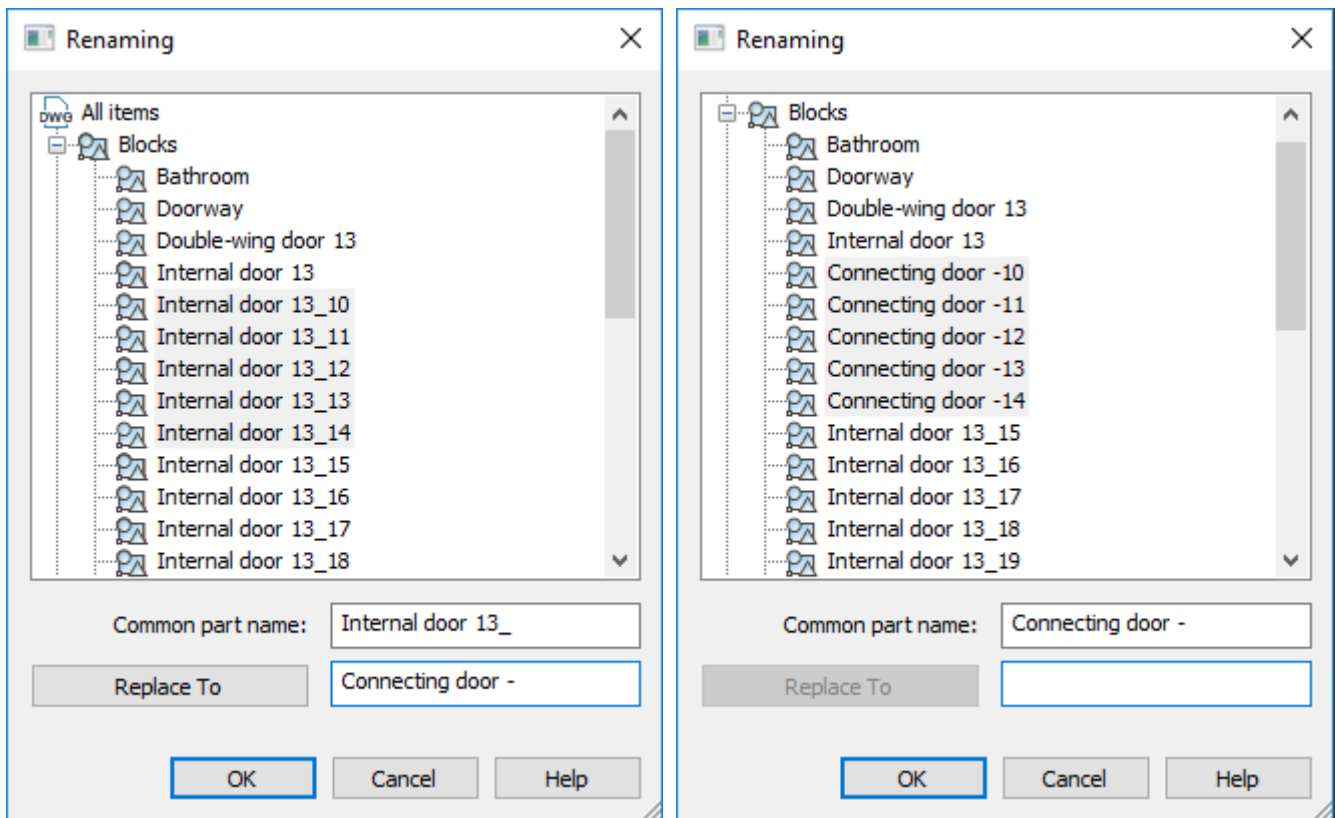 Renaming
DWG All items
Blocks
Bathroom
Doorway
Double-wing door 13
Internal door 13
Internal door 13_10
Internal door 13_11
Internal door 13_12
Internal door 13_13
Internal door 13_14
Internal door 13_15
Internal door 13_16
Internal door 13_17
Internal door 13_18
Common part name: Internal door 13_
Replace To Connecting door -
OK Cancel Help
Renaming
Blocks
Bathroom
Doorway
Double-wing door 13
Internal door 13
Connecting door -10
Connecting door -11
Connecting door -12
Connecting door -13
Connecting door -14
Internal door 13_15
Internal door 13_16
Internal door 13_17
Internal door 13_18
Internal door 13_19
Common part name: Connecting door -
Replace To
OK Cancel Help